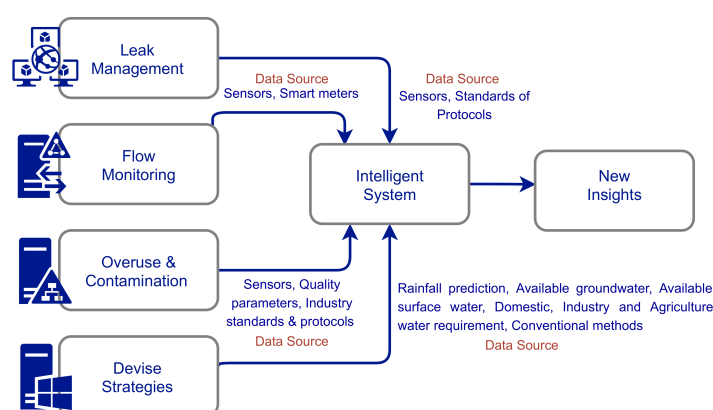 Leak
Management
Data Source
Sensors, Smart meters
Data Source
Sensors, Standards of
Protocols
Flow
Monitoring
Intelligent
System
New
Insights
Overuse &
Contamination
Sensors, Quality
parameters, Industry
standards & protocols
Data Source
Rainfall prediction, Available groundwater, Available
surface water, Domestic, Industry and Agriculture
water requirement, Conventional methods
Data Source
Devise
Strategies